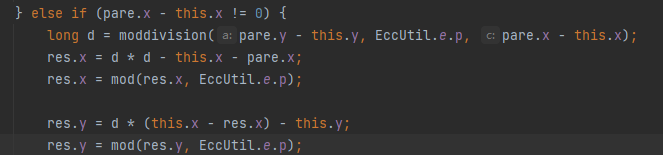 } else if (pare.x - this.x != 0) {
long d = moddivision( a: pare.y - this.y, EccUtil.e.p, c: pare.x - this.x);
res.x = d * d - this.x - pare.x;
res.x = mod(res.x, EccUtil.e.p);
res.y = d * (this.x - res.x) - this.y;
res.y = mod(res.y, EccUtil.e.p);